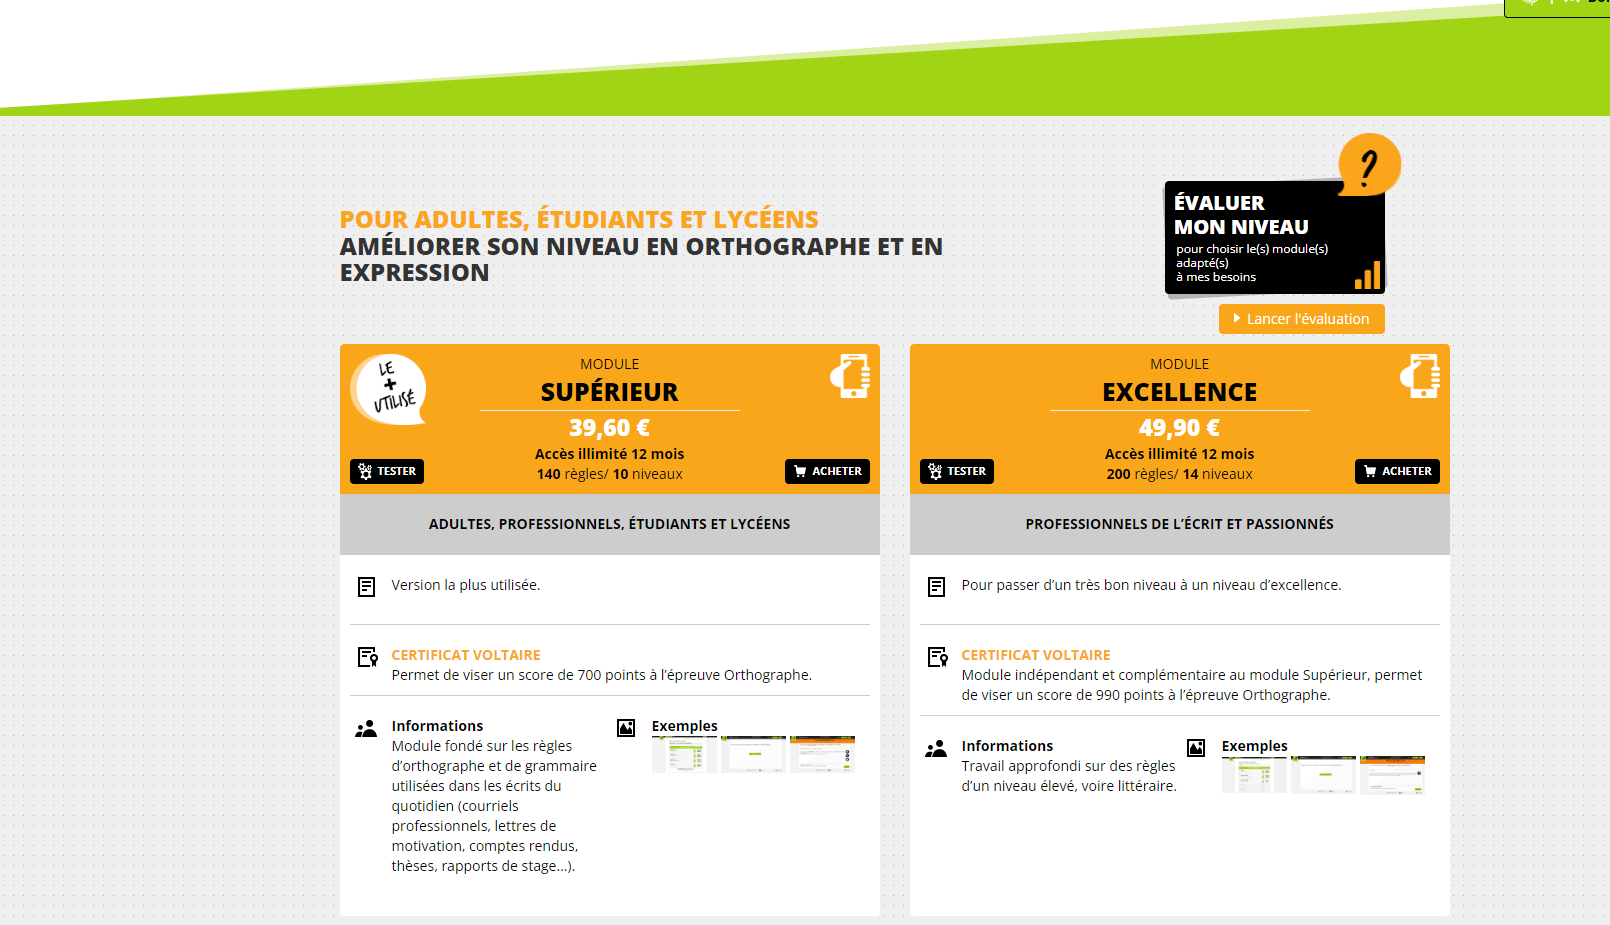 POUR ADULTES, ÉTUDIANTS ET LYCÉENS
AMÉLIORER SON NIVEAU EN ORTHOGRAPHE ET EN
EXPRESSION
?
ÉVALUER
MON NIVEAU
pour choisir le(s) module(s)
adapté(s)
à mes besoins
Lancer l'évaluation
LE
+
UTILISÉ
MODULE
SUPÉRIEUR
39,60 €
Accès illimité 12 mois
140 règles/ 10 niveaux
TESTER
ACHETER
ADULTES, PROFESSIONNELS, ÉTUDIANTS ET LYCÉENS
Version la plus utilisée.
CERTIFICAT VOLTAIRE
Permet de viser un score de 700 points à l'épreuve Orthographe.
Informations
Module fondé sur les règles
d'orthographe et de grammaire
utilisées dans les écrits du
quotidien (courriels
professionnels, lettres de
motivation, comptes rendus,
thèses, rapports de stage...).
Exemples
MODULE
EXCELLENCE
49,90 €
Accès illimité 12 mois
200 règles/ 14 niveaux
TESTER
ACHETER
PROFESSIONNELS DE L'ÉCRIT ET PASSIONNÉS
Pour passer d'un très bon niveau à un niveau d'excellence.
CERTIFICAT VOLTAIRE
Module indépendant et complémentaire au module Supérieur, permet
de viser un score de 990 points à l'épreuve Orthographe.
Informations
Travail approfondi sur des règles
d'un niveau élevé, voire littéraire.
Exemples